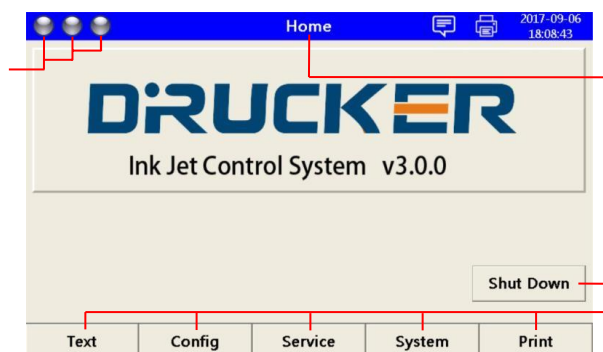 Home
2017-09-06
18:08:43
DRUCKER
Ink Jet Control System v3.0.0
Shut Down
Text Config Service System Print